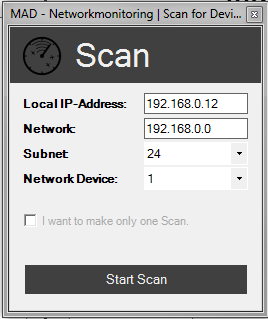 MAD - Networkmonitoring | Scan for Devi...
Scan
Local IP-Address: 192.168.0.12
Network: 192.168.0.0
Subnet: 24
Network Device: 1
I want to make only one Scan.
Start Scan